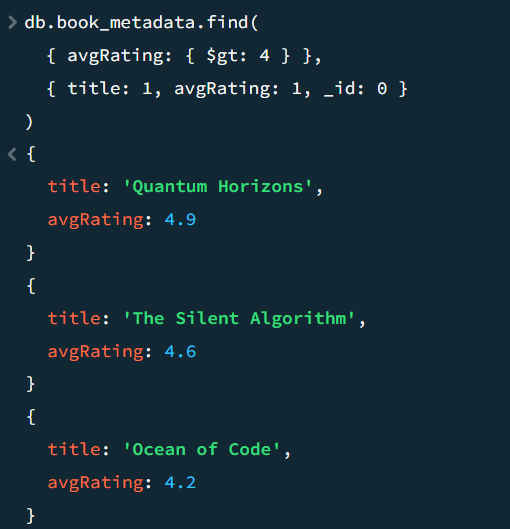 db.book_metadata.find(
{ avgRating: { $gt: 4 } },
{ title: 1, avgRating: 1, _id: 0 }
)
{
title: 'Quantum Horizons',
avgRating: 4.9
}
{
title: 'The Silent Algorithm',
avgRating: 4.6
}
{
title: 'Ocean of Code',
avgRating: 4.2
}